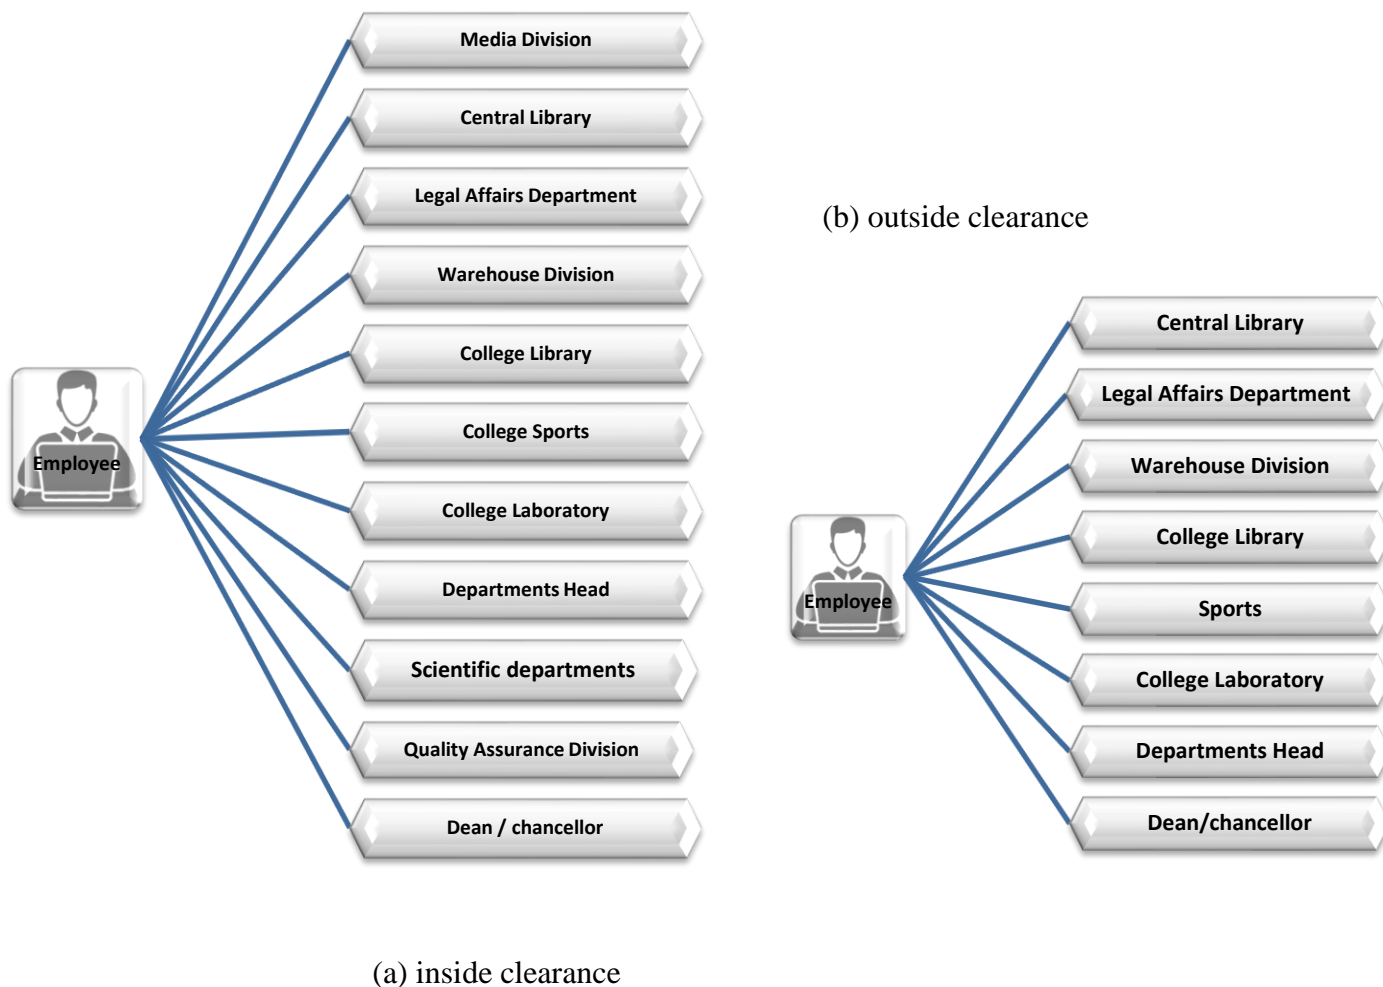 Media Division
Central Library
Legal Affairs Department
Warehouse Division
College Library
College Sports
College Laboratory
Departments Head
Scientific departments
Quality Assurance Division
Dean / chancellor
Employee
(a) inside clearance
(b) outside clearance
Central Library
Legal Affairs Department
Warehouse Division
College Library
Sports
College Laboratory
Departments Head
Dean/chancellor
Employee